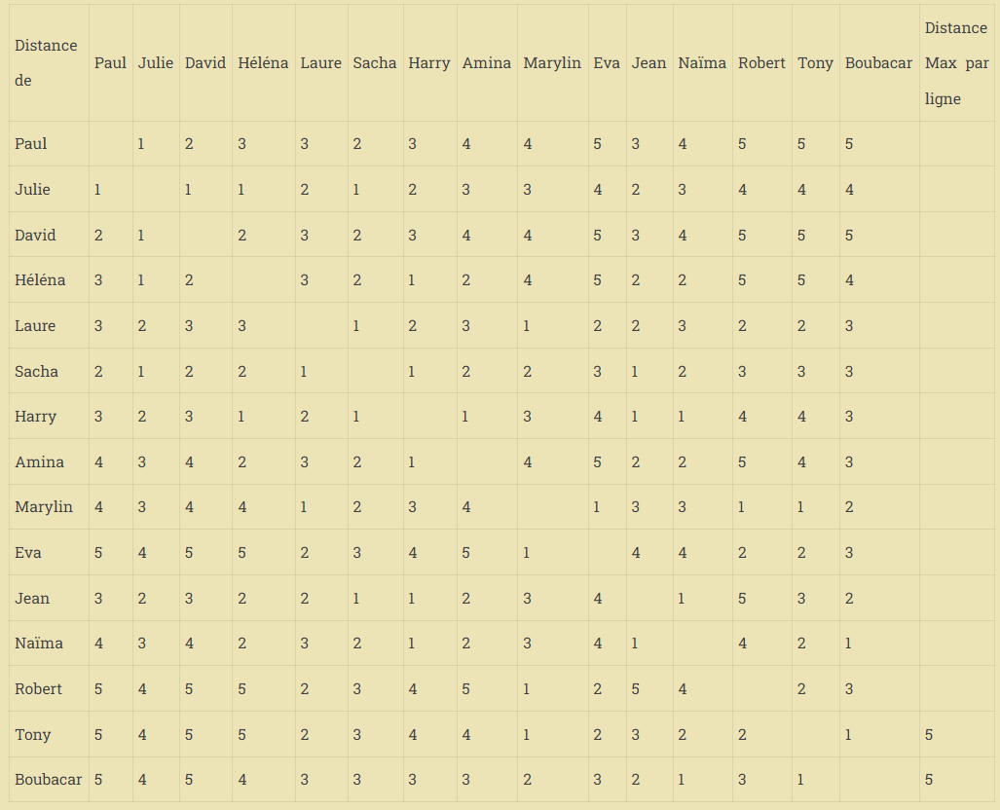 Distance de Paul Julie David Héléna Laure Sacha Harry Amina Marylin Eva Jean Naïma Robert Tony Boubacar Distance Max par ligne
Paul 1 2 3 3 2 3 4 4 5 3 4 5 5 5
Julie 1 1 1 2 1 2 3 3 4 2 3 4 4 4
David 2 1 2 3 2 3 4 4 5 3 4 5 5 5
Héléna 3 1 2 3 2 1 2 4 5 2 2 5 5 4
Laure 3 2 3 3 1 2 3 1 2 2 3 2 2 3
Sacha 2 1 2 2 1 1 2 2 3 1 2 3 3 3
Harry 3 2 3 1 2 1 1 3 4 1 1 4 4 3
Amina 4 3 4 2 3 2 1 4 5 2 2 5 4 3
Marylin 4 3 4 4 1 2 3 4 1 3 3 1 1 2
Eva 5 4 5 5 2 3 4 5 1 4 4 2 2 3
Jean 3 2 3 2 2 1 1 2 3 4 1 5 3 2
Naïma 4 3 4 2 3 2 1 2 3 4 1 4 2 1
Robert 5 4 5 5 2 3 4 5 1 2 5 4 2 3
Tony 5 4 5 5 2 3 4 4 1 2 3 2 2 1 5
Boubacar 5 4 5 4 3 3 3 3 2 3 2 1 3 1 5